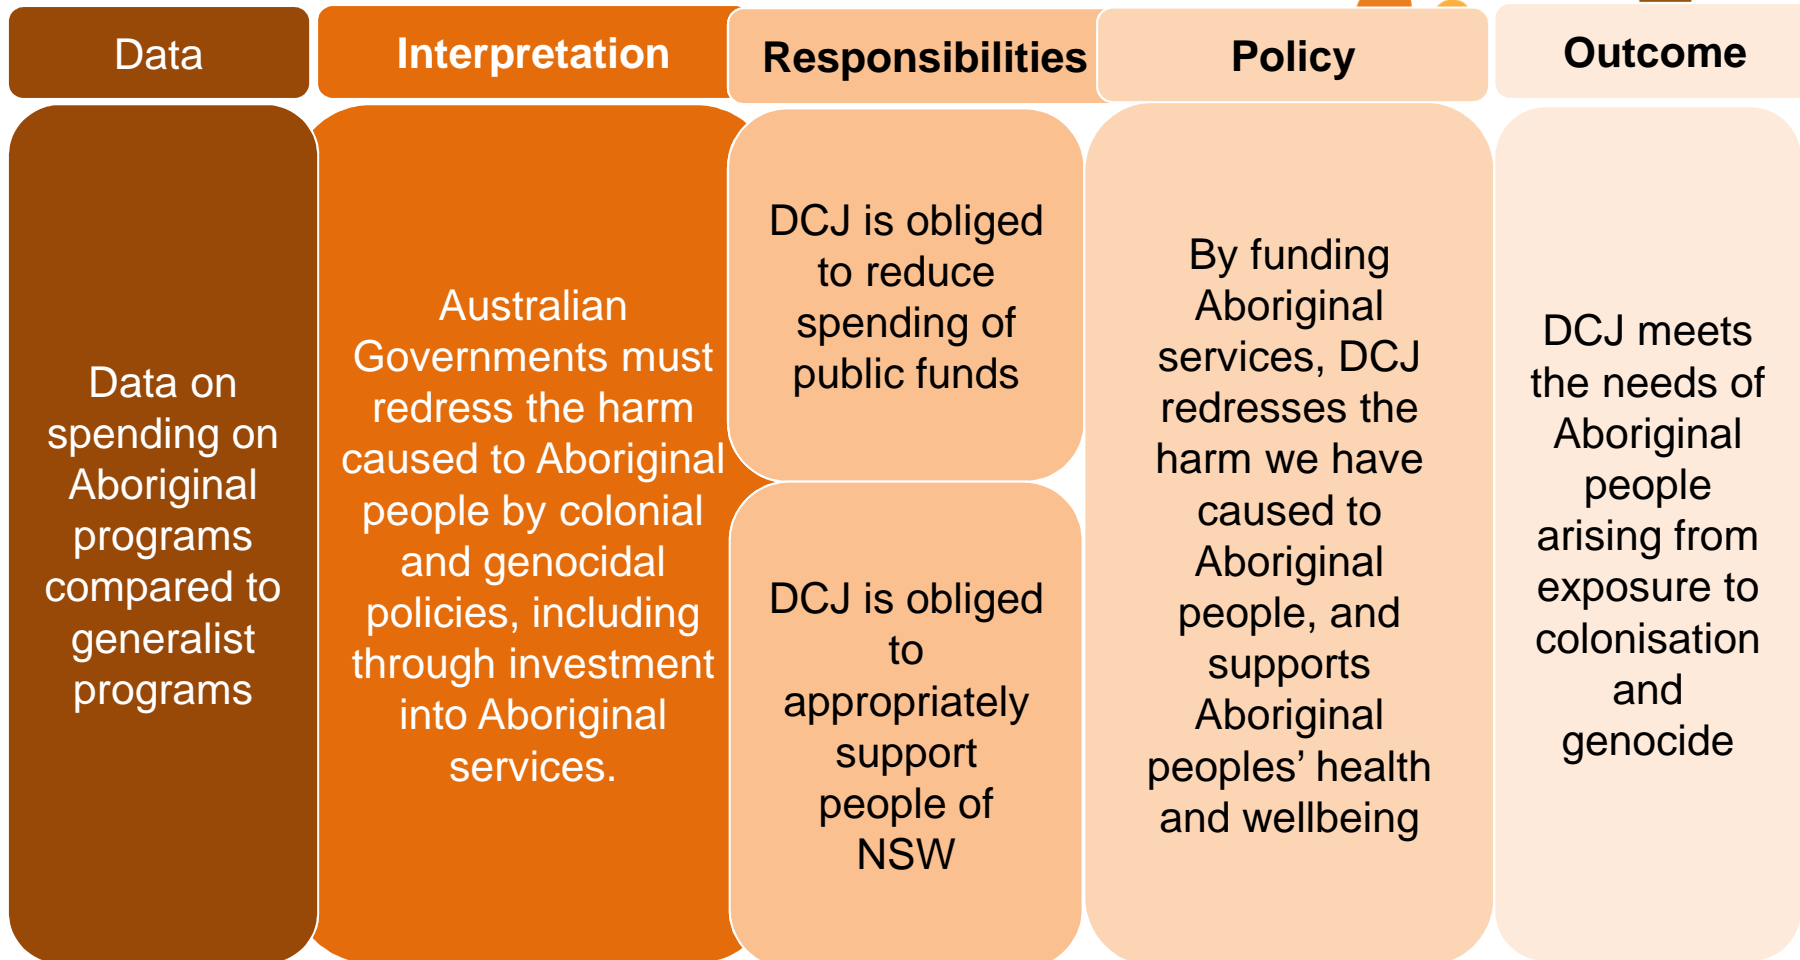 Data
Interpretation
Responsibilities
Policy
Outcome
Data on
spending on
Aboriginal
programs
compared to
generalist
programs
Australian
Governments must
redress the harm
caused to Aboriginal
people by colonial
and genocidal
policies, including
through investment
into Aboriginal
services.
DCJ is obliged
to reduce
spending of
public funds
DCJ is obliged
to
appropriately
support
people of
NSW
By funding
Aboriginal
services, DCJ
redresses the
harm we have
caused to
Aboriginal
people, and
supports
Aboriginal
peoples’ health
and wellbeing
DCJ meets
the needs of
Aboriginal
people
arising from
exposure to
colonisation
and
genocide